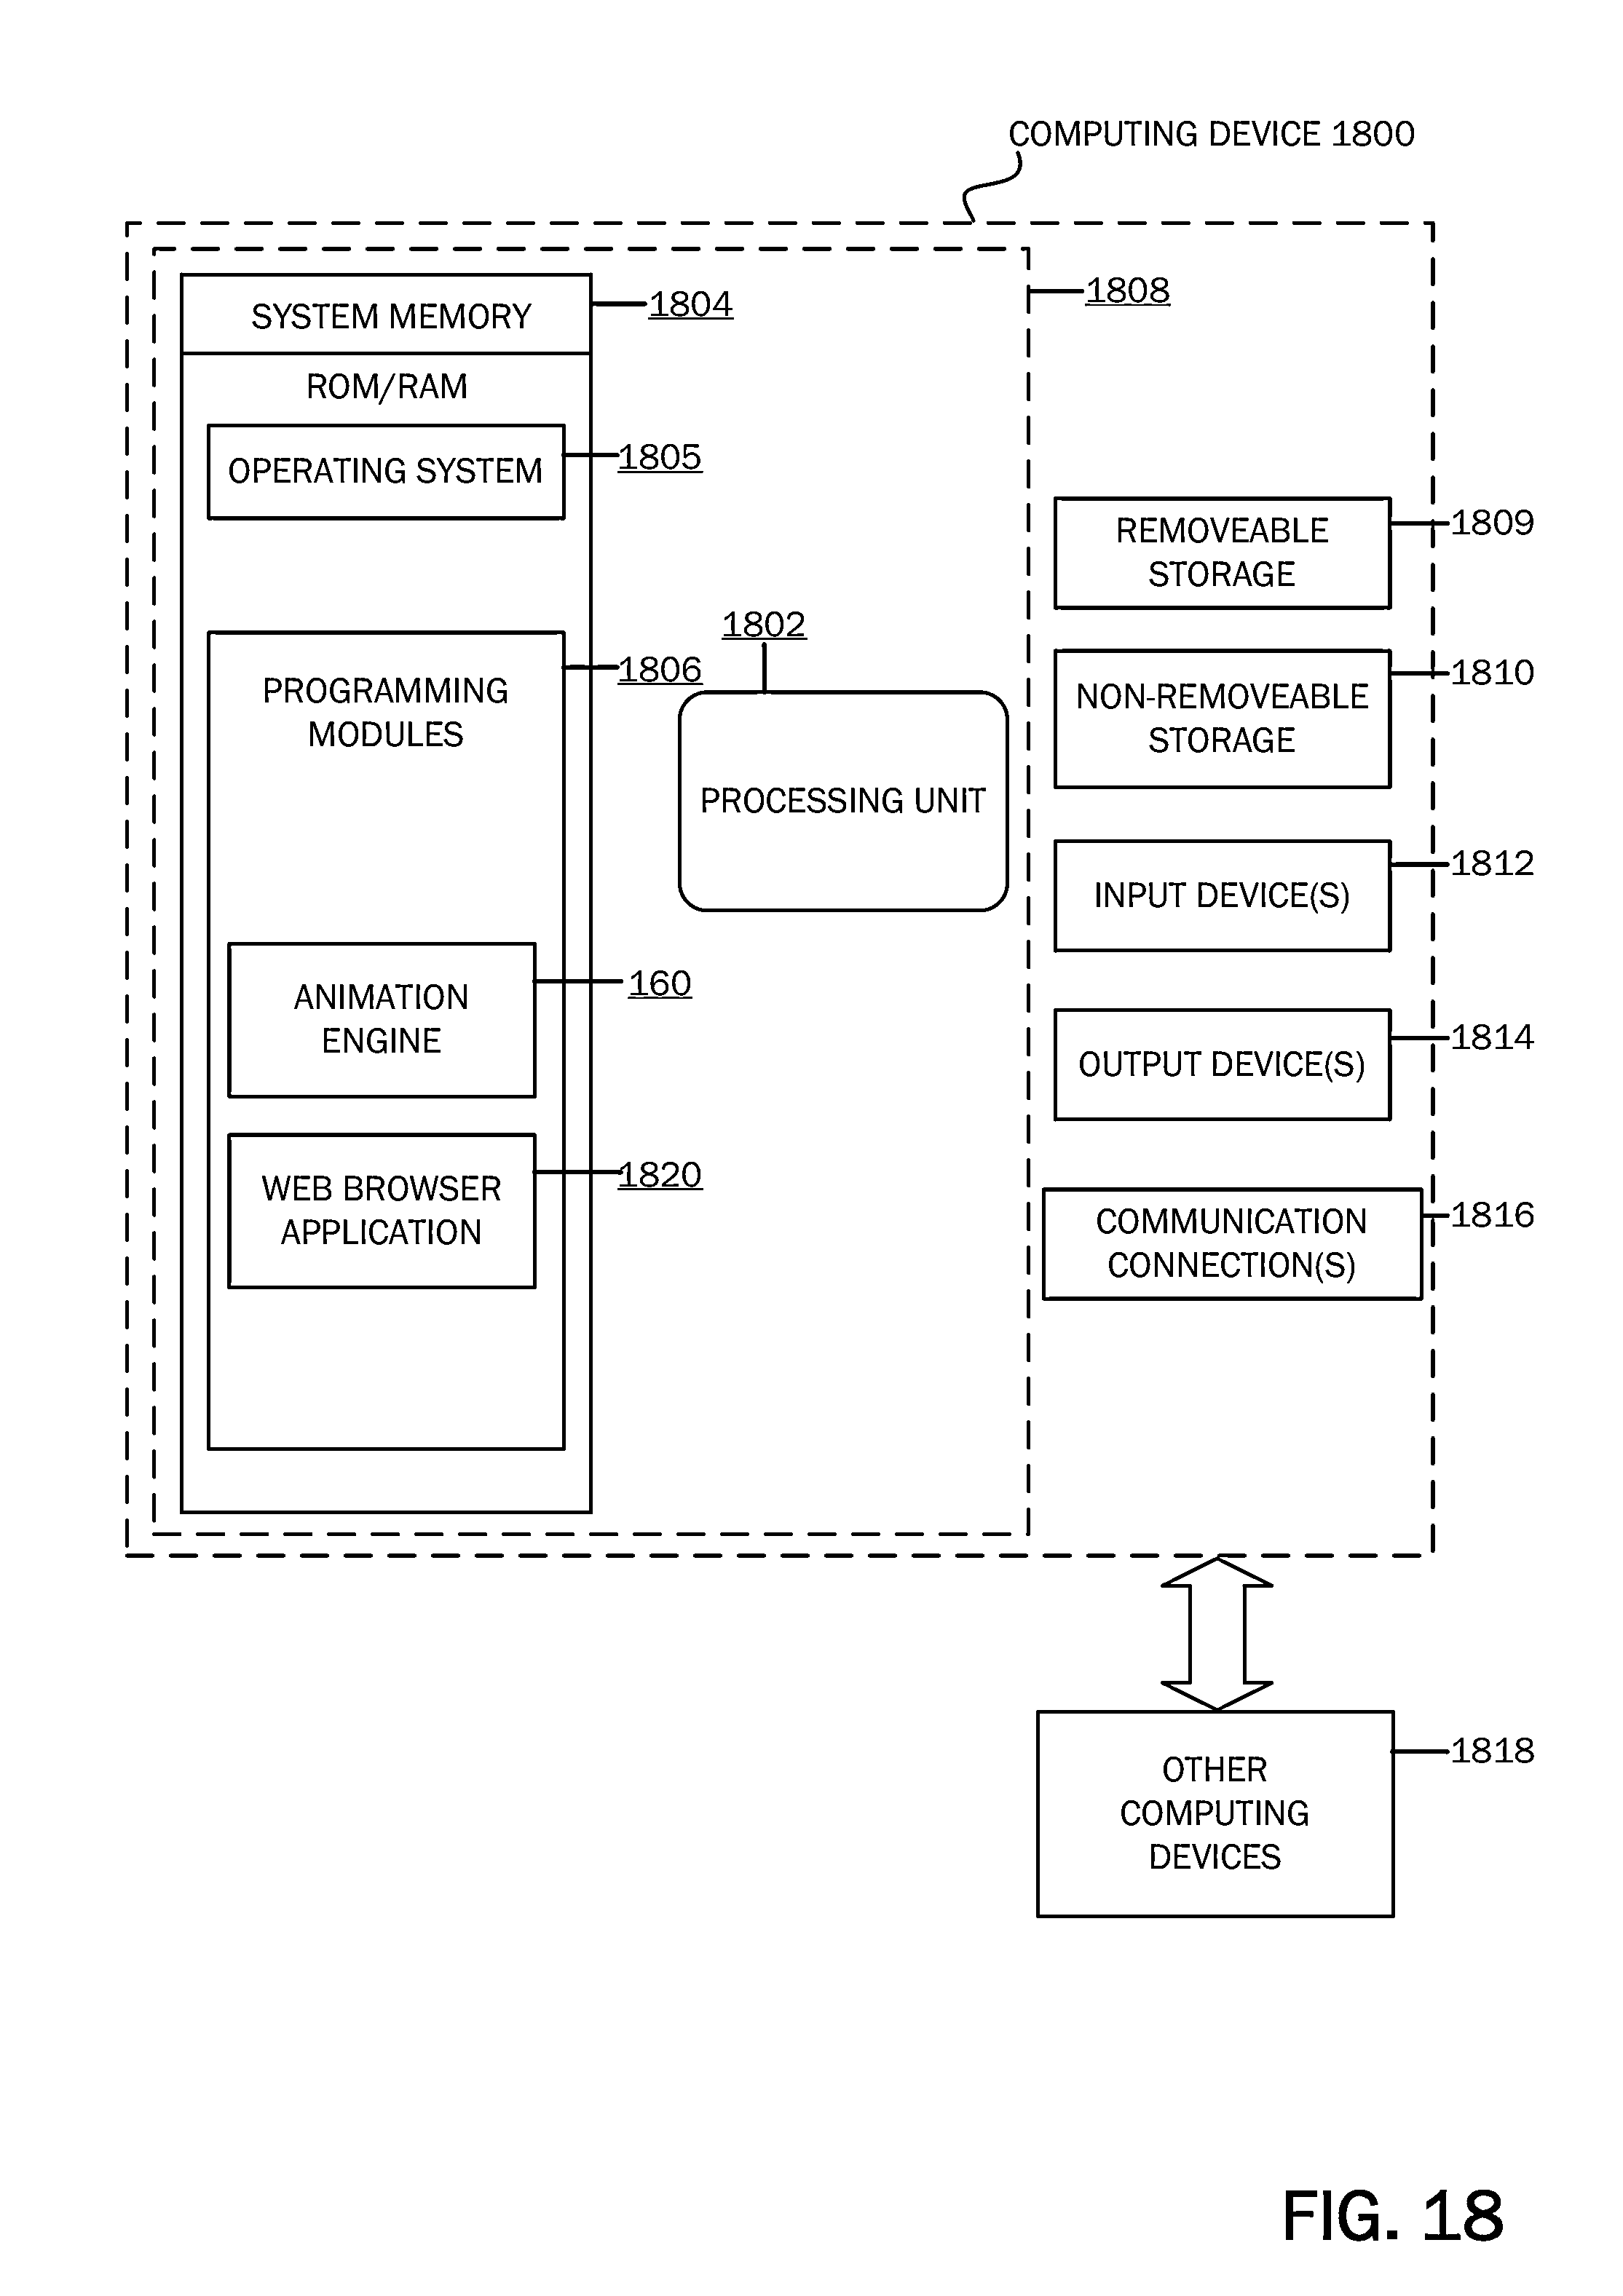 COMPUTING DEVICE 1800
SYSTEM MEMORY
1804
1808
ROM/RAM
OPERATING SYSTEM
1805
REMOVEABLE
STORAGE
1809
1802
PROGRAMMING
MODULES
1806
NON-REMOVEABLE
STORAGE
1810
PROCESSING UNIT
INPUT DEVICE(S)
1812
ANIMATION
ENGINE
160
OUTPUT DEVICE(S)
1814
WEB BROWSER
APPLICATION
1820
COMMUNICATION
CONNECTION(S)
1816
OTHER
COMPUTING
DEVICES
1818
FIG. 18